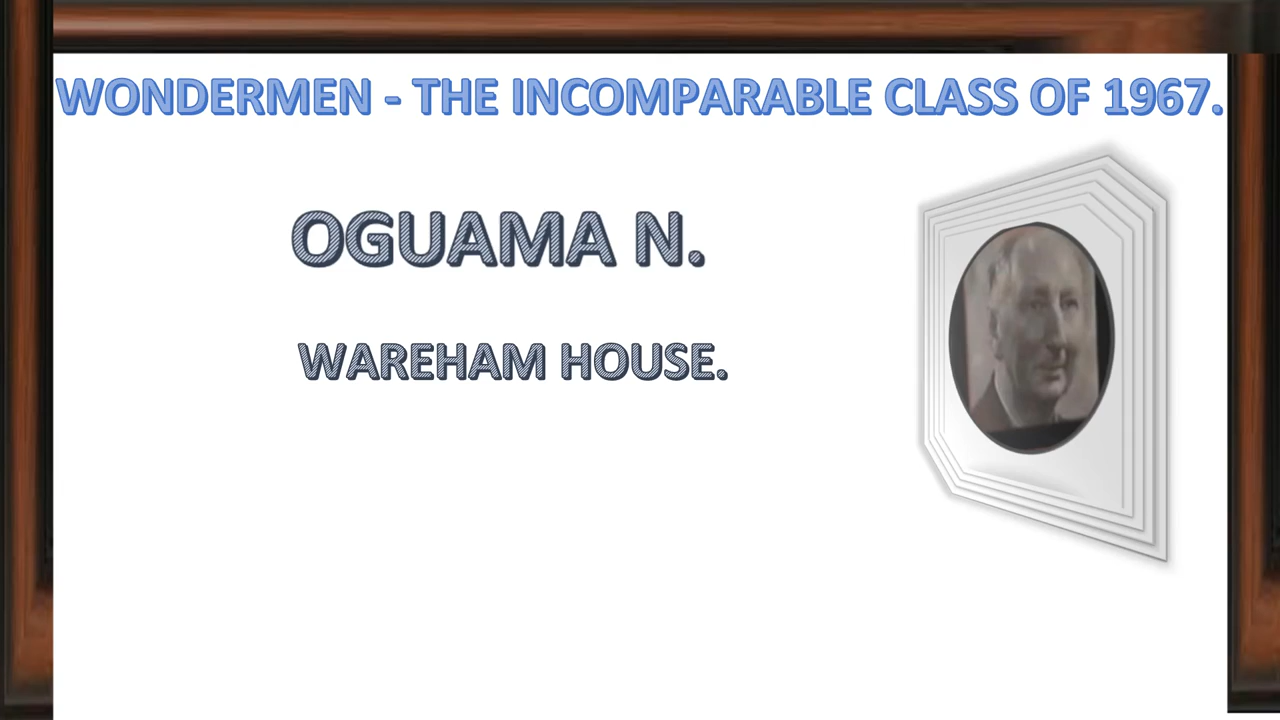 WONDERMEN - THE INCOMPARABLE CLASS OF 1967.
OGUAMA N.
WAREHAM HOUSE.